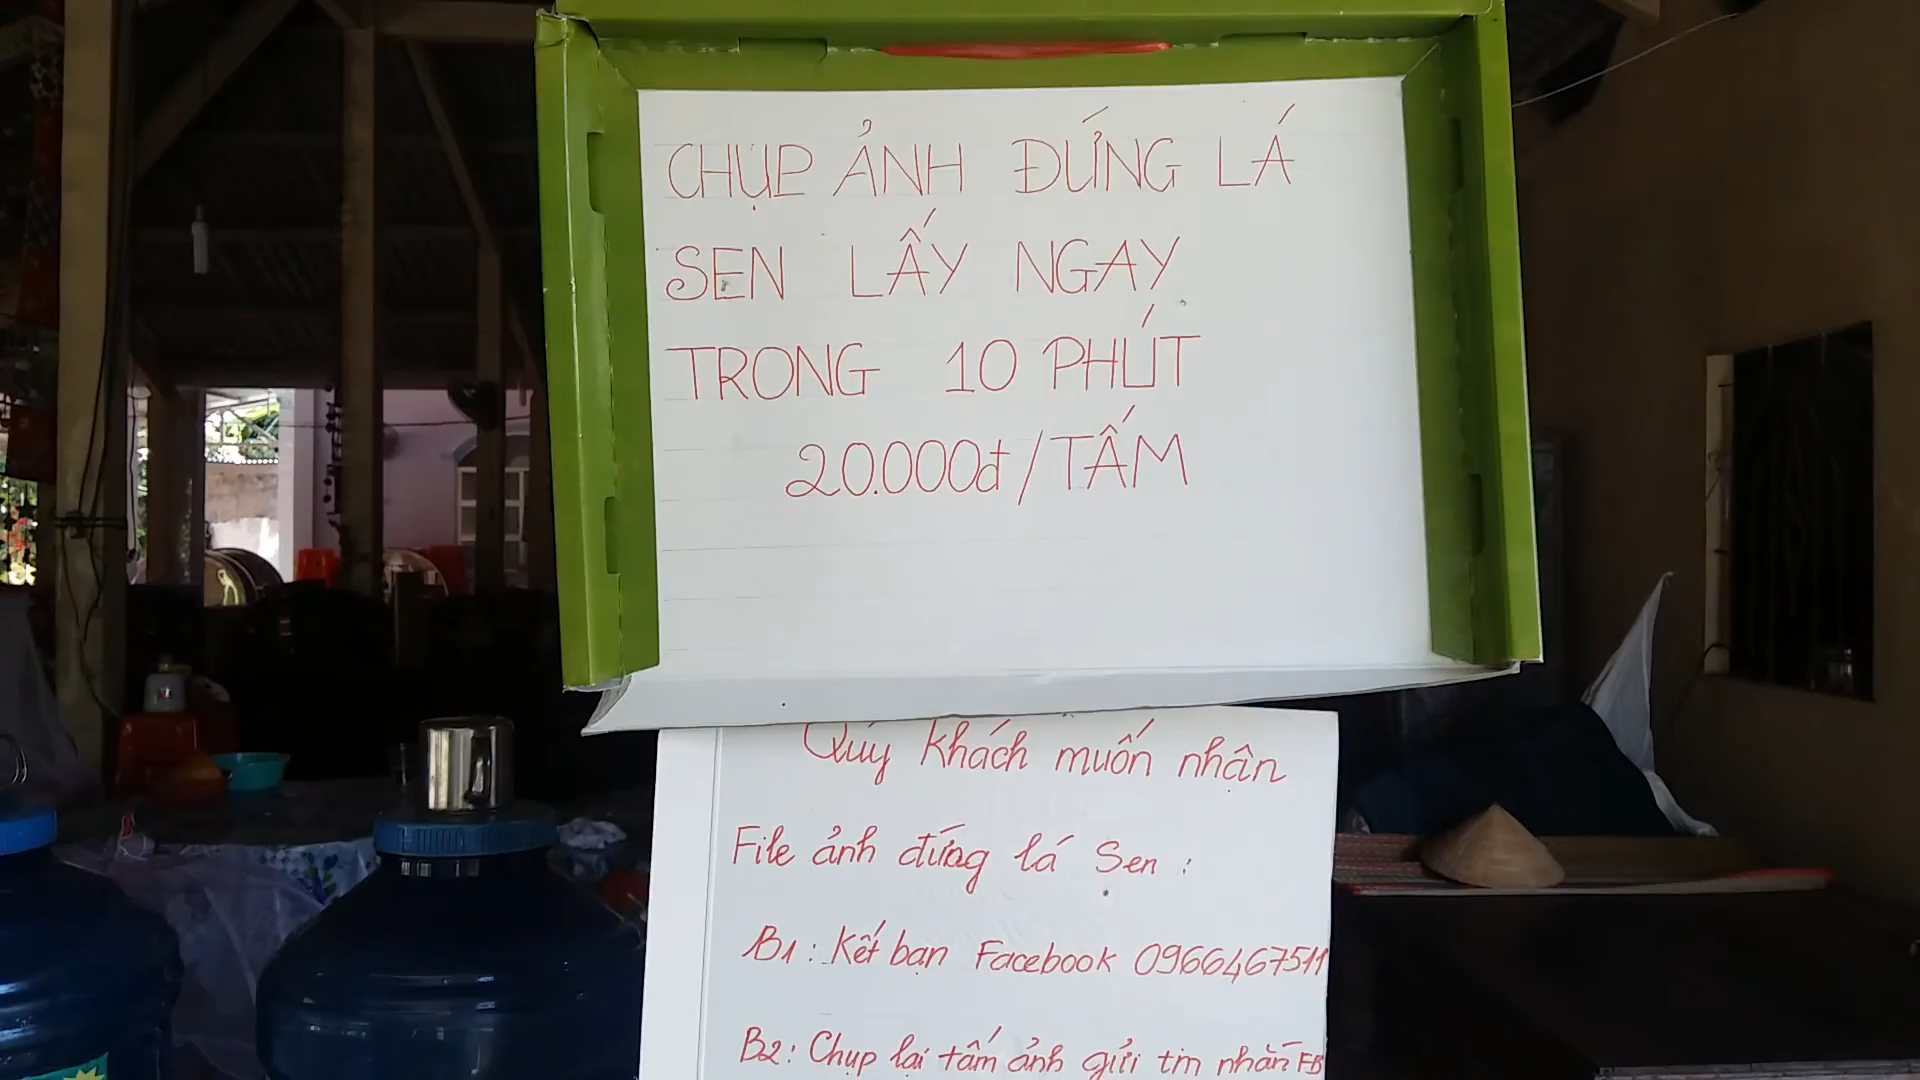 CHỤP ẢNH ĐỨNG LÁ
SEN LẤY NGAY
TRONG 10 PHÚT
20.000đ/TẤM
Qúy khách muốn nhận
File ảnh đứng lá Sen :
B1 : Kết bạn Facebook 0966467511
B2 : Chụp lại tấm ảnh gửi tin nhắn FB